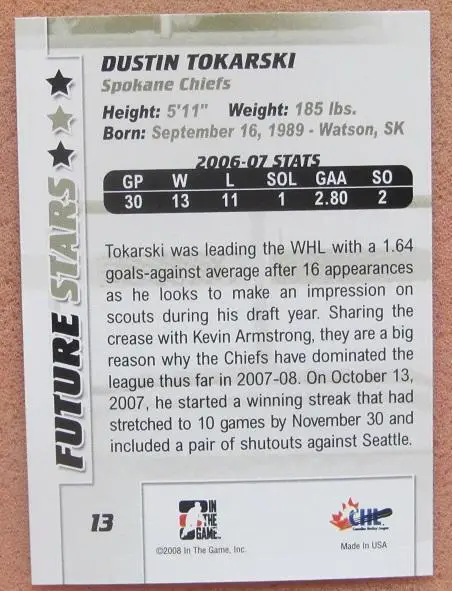 DUSTIN TOKARSKI
Spokane Chiefs
Height: 5'11" Weight: 185 lbs.
Born: September 16, 1989 - Watson, SK
2006-07 STATS
GP W L SOL GAA SO
30 13 11 1 2.80 2
Tokarski was leading the WHL with a 1.64
goals-against average after 16 appearances
as he looks to make an impression on
scouts during his draft year. Sharing the
crease with Kevin Armstrong, they are a big
reason why the Chiefs have dominated the
league thus far in 2007-08. On October 13,
2007, he started a winning streak that had
stretched to 10 games by November 30 and
included a pair of shutouts against Seattle.
FUTURE STARS
13
IN
THE
GAME
©2008 In The Game, Inc.
CHL
Canadian Hockey League
Made In USA